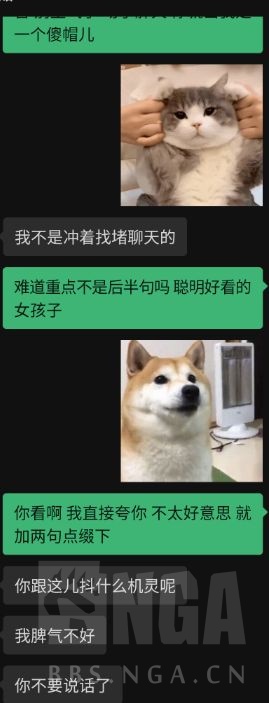 一个傻帽儿
我不是冲着找堵聊天的
难道重点不是后半句吗 聪明好看的
女孩子
你看啊 我直接夸你 不太好意思 就
加两句点缀下
你跟这儿抖什么机灵呢
我脾气不好
你不要说话了
NGA
BBS.NGA.CN